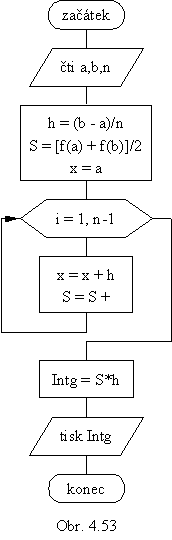 začátek
čti a,b,n
h = (b - a)/n
S = [f(a) + f(b)]/2
x = a
i = 1, n-1
x = x + h
S = S +
Intg = S*h
tisk Intg
konec
Obr. 4.53